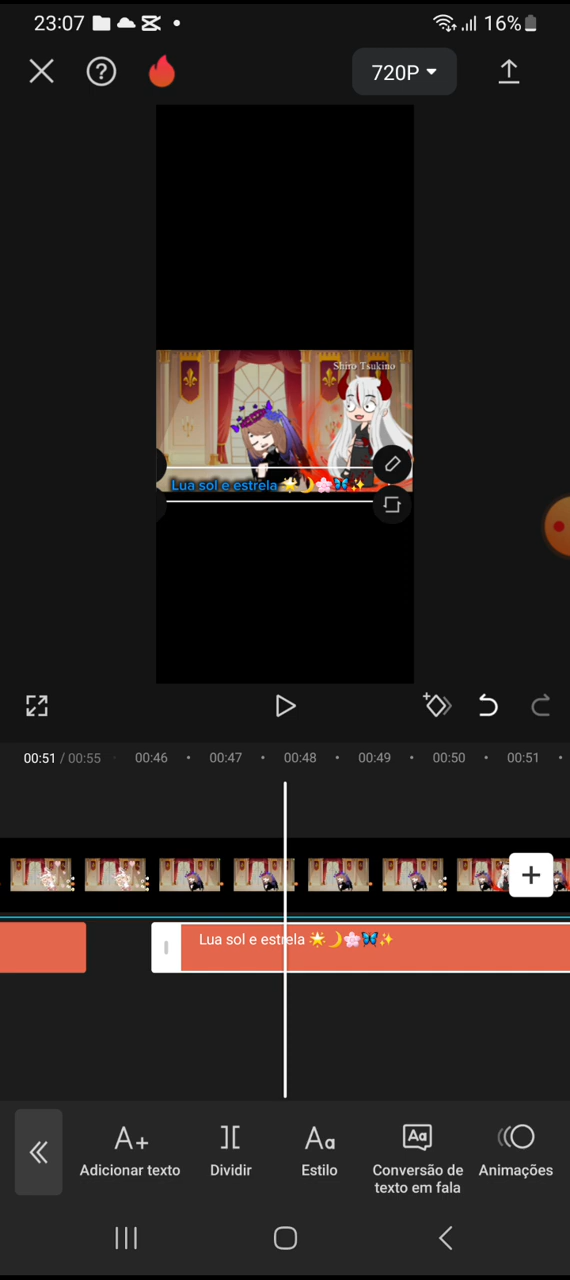 23:07
16%
720P
Shiro Tsukino
Lua sol e estrela 🌟🌙🌸🦋✨
00:51 / 00:55
00:46
00:47
00:48
00:49
00:50
00:51
Lua sol e estrela 🌟🌙🌸🦋✨
Adicionar texto
Dividir
Estilo
Conversão de
texto em fala
Animações